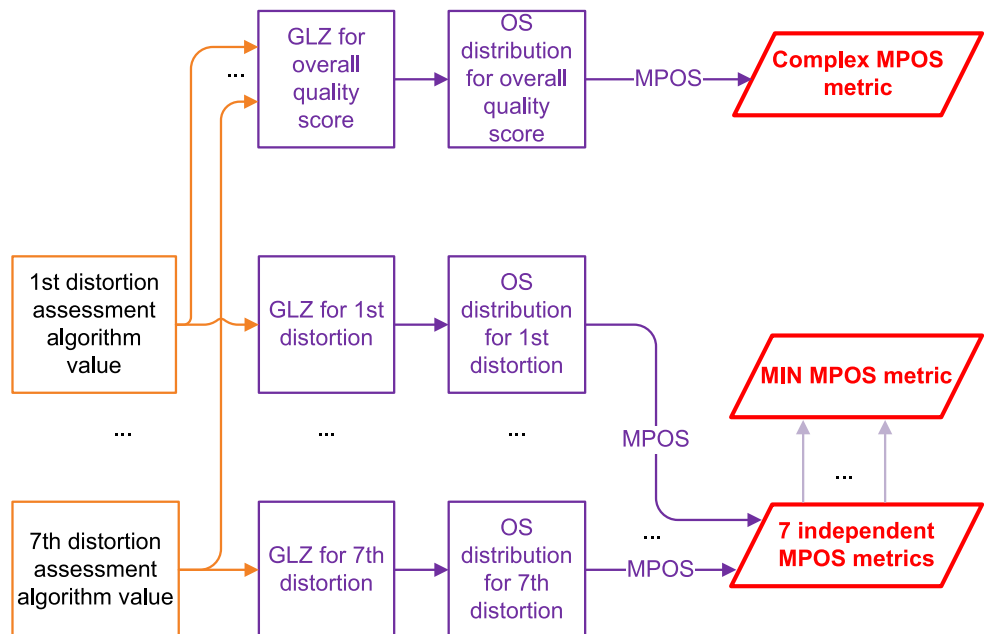 GLZ for
overall
quality
score
OS
distribution
for overall
quality
score
MPOS
Complex MPOS
metric
...
1st distortion
assessment
algorithm
value
GLZ for 1st
distortion
OS
distribution
for 1st
distortion
MIN MPOS metric
...
...
...
MPOS
...
7th distortion
assessment
algorithm value
GLZ for 7th
distortion
OS
distribution
for 7th
distortion
...
MPOS
7 independent
MPOS metrics